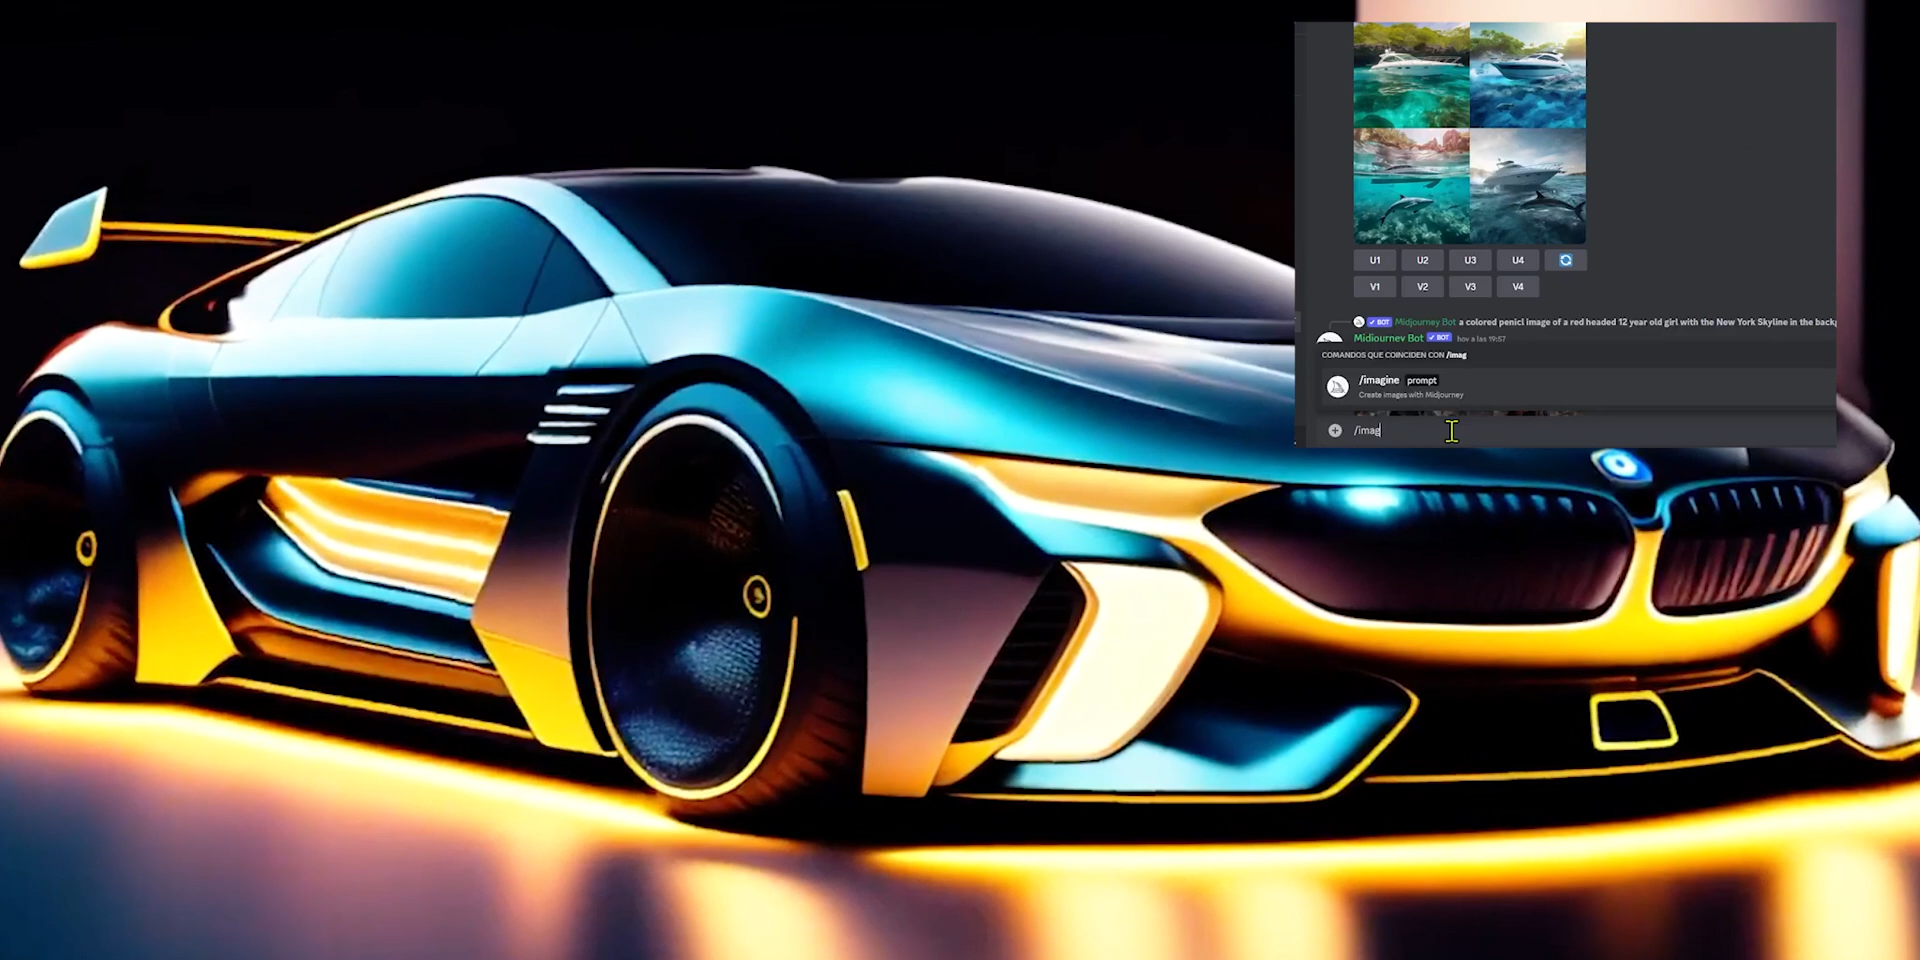 U1 U2 U3 U4
V1 V2 V3 V4
BOT Midjourney Bot a colored penicl image of a red headed 12 year old girl with the New York Skyline in the back
Midjourney Bot BOT hoy a las 19:57
COMANDOS QUE COINCIDEN CON /imag
/imagine prompt
Create images with Midjourney
/imag